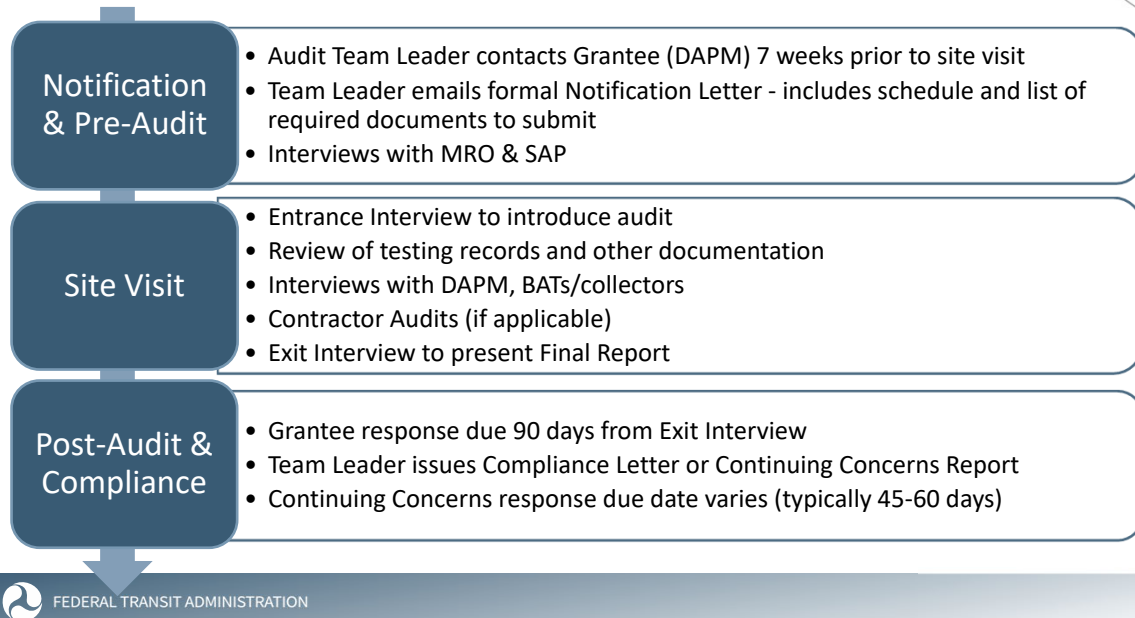 Notification
& Pre-Audit
• Audit Team Leader contacts Grantee (DAPM) 7 weeks prior to site visit
• Team Leader emails formal Notification Letter - includes schedule and list of
required documents to submit
• Interviews with MRO & SAP
Site Visit
• Entrance Interview to introduce audit
• Review of testing records and other documentation
• Interviews with DAPM, BATs/collectors
• Contractor Audits (if applicable)
• Exit Interview to present Final Report
Post-Audit &
Compliance
• Grantee response due 90 days from Exit Interview
• Team Leader issues Compliance Letter or Continuing Concerns Report
• Continuing Concerns response due date varies (typically 45-60 days)
FEDERAL TRANSIT ADMINISTRATION